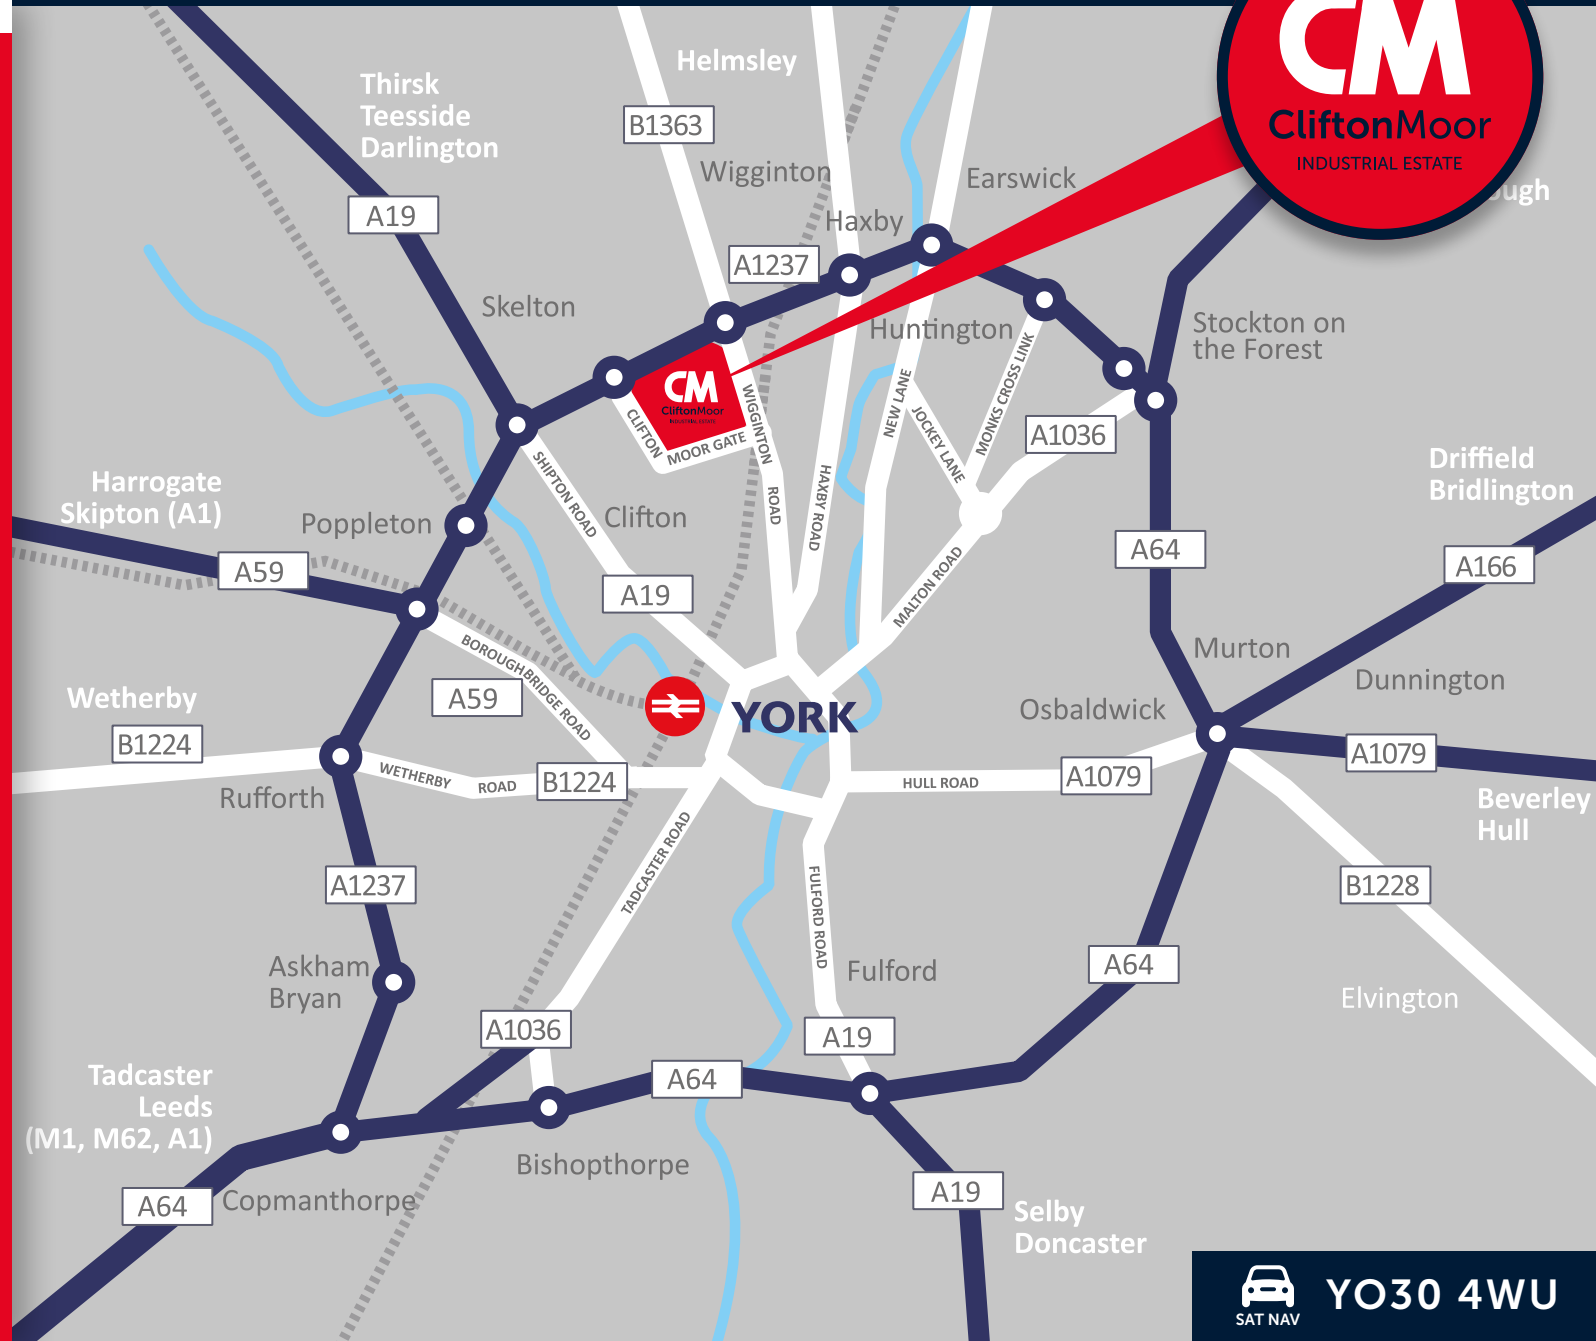 CM
CliftonMoor
INDUSTRIAL ESTATE
Helmsley
Thirsk
Teesside
Darlington
B1363
Wigginton
Earswick
ough
A19
Haxby
A1237
Skelton
Huntington
Stockton on
the Forest
CM
CliftonMoor
INDUSTRIAL ESTATE
CLIFTON
MOOR GATE
WIGGINTON
ROAD
HAXBY ROAD
NEW LANE
JOCKEY LANE
MONKS CROSS LINK
A1036
Driffield
Bridlington
Harrogate
Skipton (A1)
Poppleton
SHIPTON ROAD
Clifton
A59
A19
MALTON ROAD
A64
A166
Murton
Dunnington
BOROUGHBRIDGE ROAD
A59
Wetherby
B1224
YORK
Osbaldwick
A1079
WETHERBY
ROAD
B1224
HULL ROAD
A1079
Rufforth
Beverley
Hull
TADCASTER ROAD
A1237
FULFORD ROAD
B1228
Askham
Bryan
Fulford
A64
Elvington
A1036
A19
Tadcaster
Leeds
(M1, M62, A1)
A64
Bishopthorpe
A64
Copmanthorpe
A19
Selby
Doncaster
SAT NAV
YO30 4WU